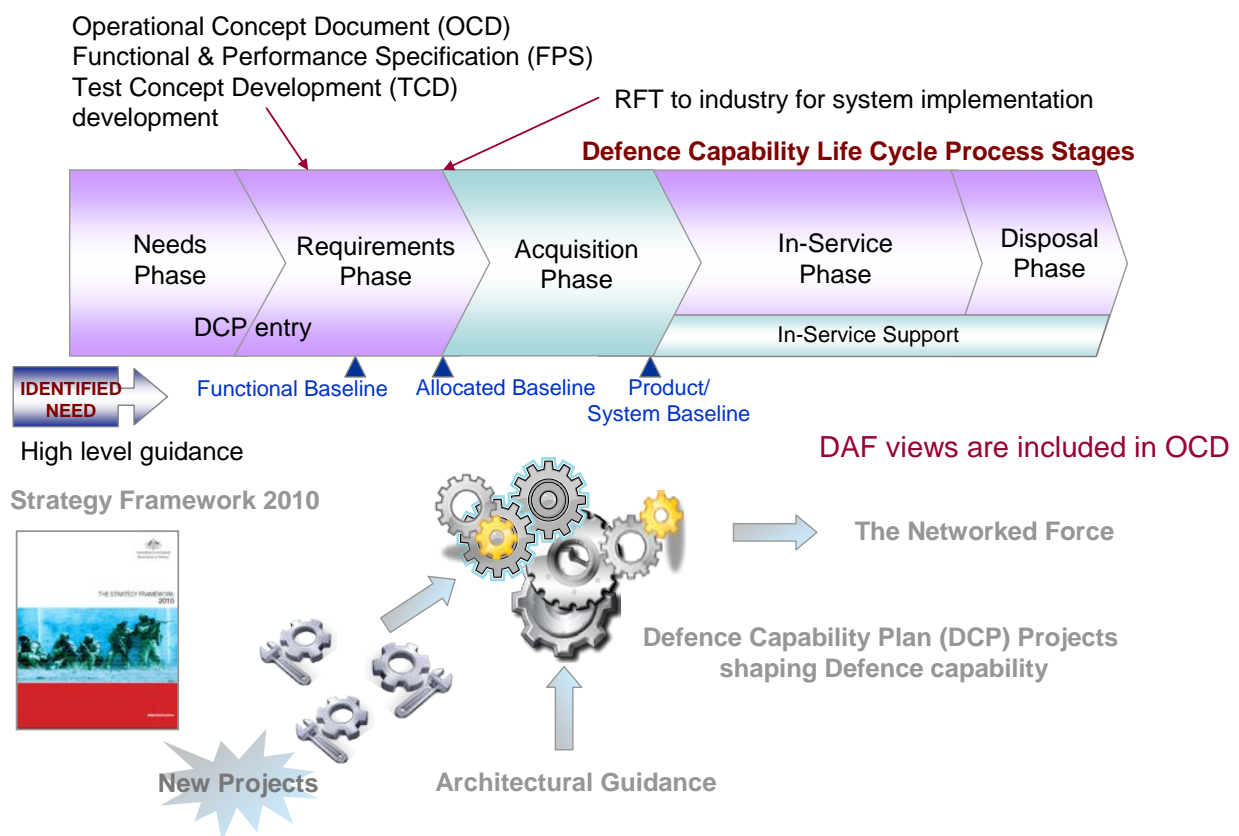 Operational Concept Document (OCD)
Functional & Performance Specification (FPS)
Test Concept Development (TCD)
development
RFT to industry for system implementation
Defence Capability Life Cycle Process Stages
Needs
Phase
Requirements
Phase
Acquisition
Phase
In-Service
Phase
Disposal
Phase
DCP entry
In-Service Support
IDENTIFIED
NEED
Functional Baseline
Allocated Baseline
Product/
System Baseline
High level guidance
DAF views are included in OCD
Strategy Framework 2010
THE STRATEGY FRAMEWORK
2010
The Networked Force
Defence Capability Plan (DCP) Projects
shaping Defence capability
New Projects
Architectural Guidance